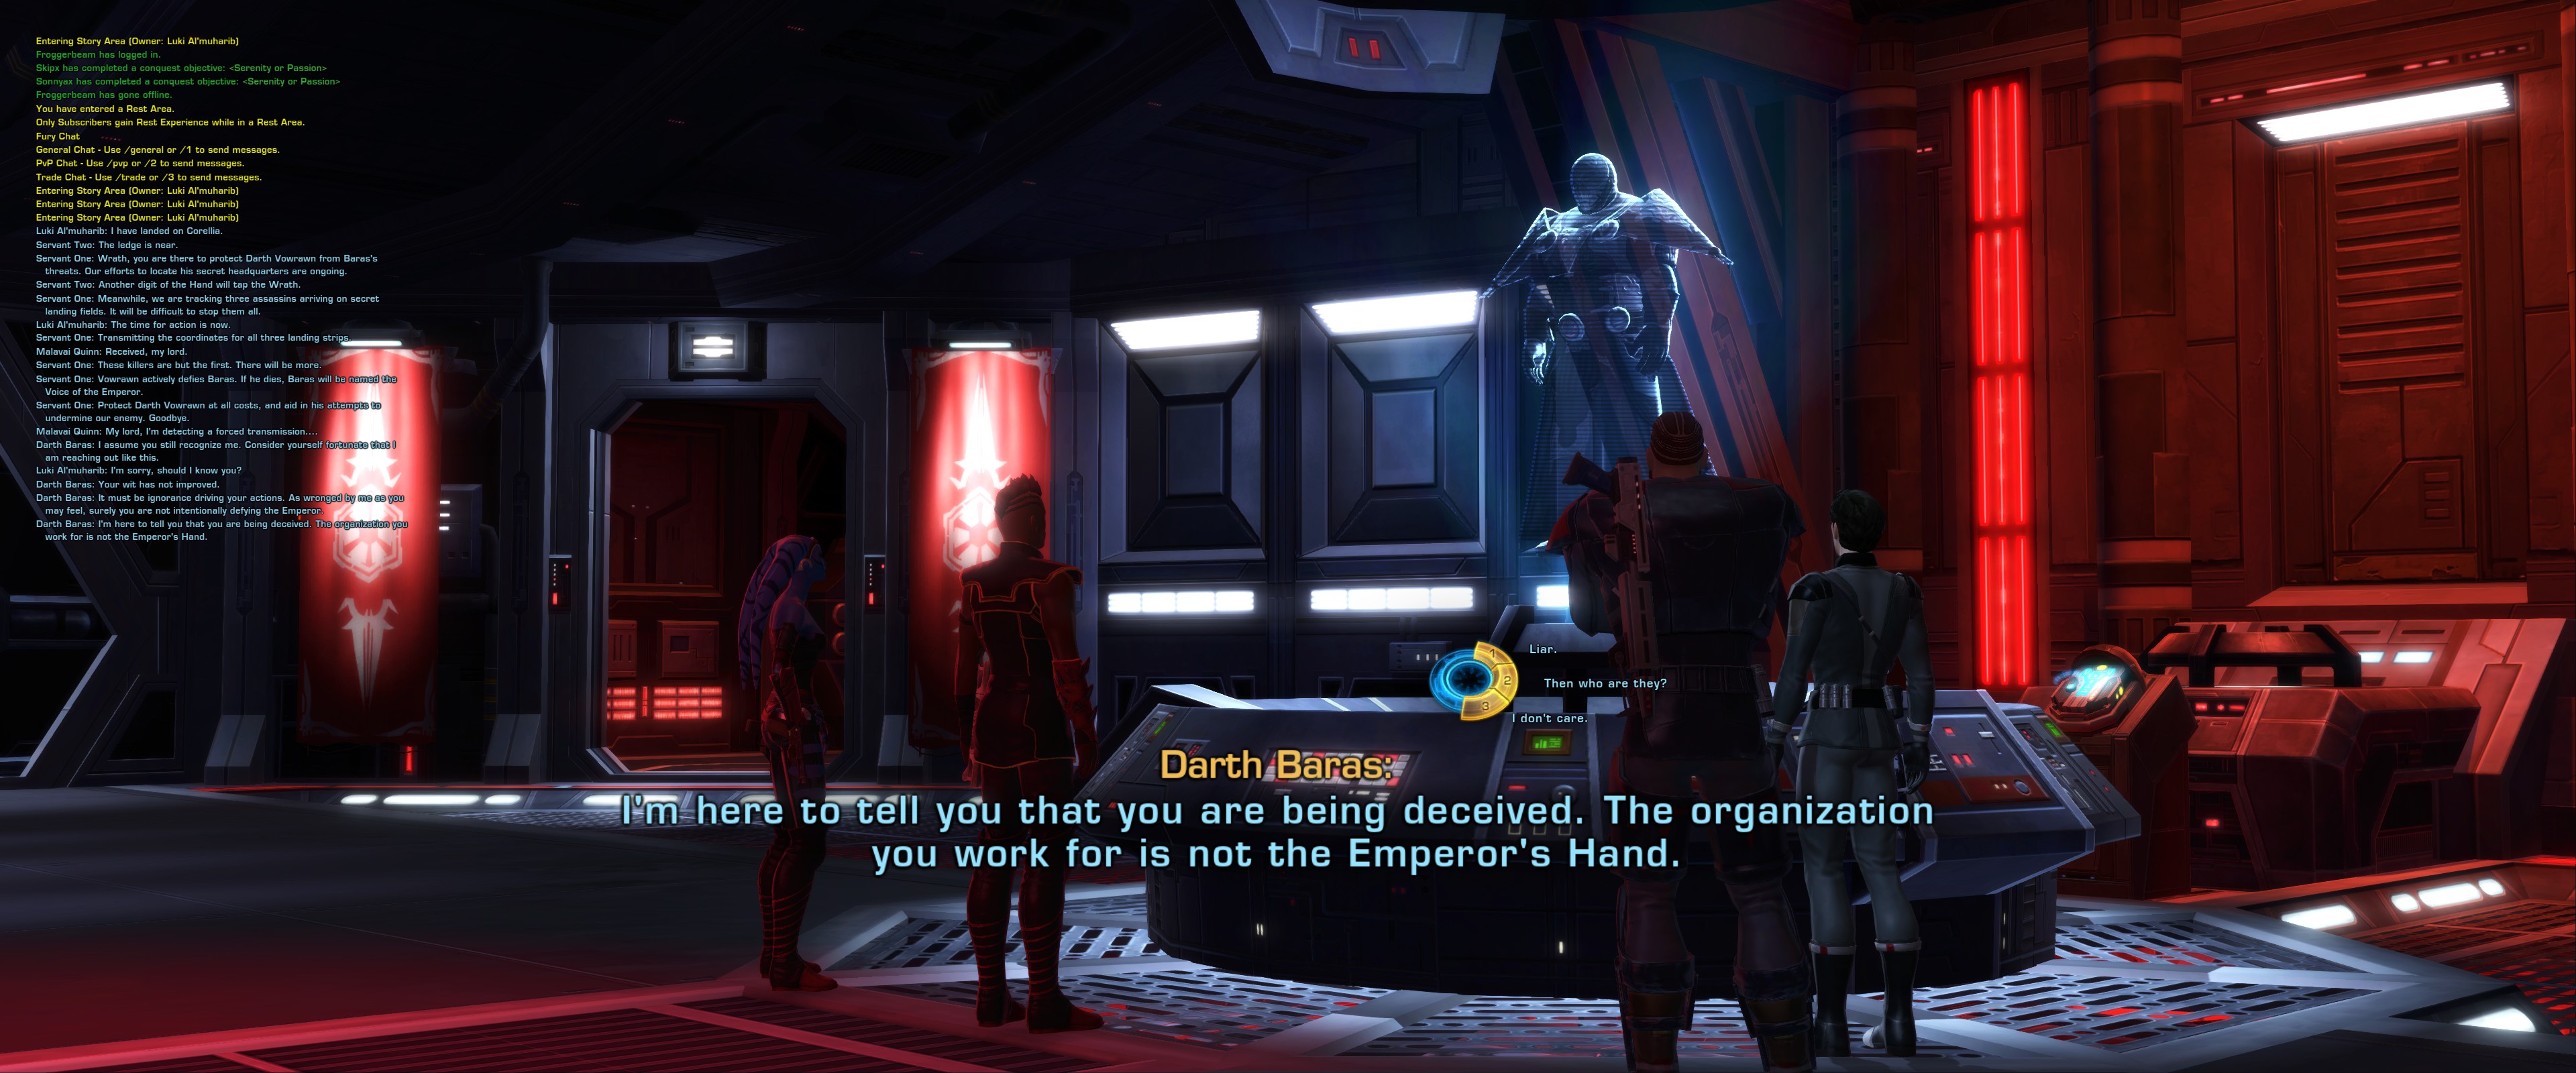 Entering Story Area (Owner: Luki Al'muharib)
Froggerbeam has logged in.
Skipx has completed a conquest objective: <Serenity or Passion>
Sonnyax has completed a conquest objective: <Serenity or Passion>
Froggerbeam has gone offline.
You have entered a Rest Area.
Only Subscribers gain Rest Experience while in a Rest Area.
Fury Chat
General Chat - Use /general or /1 to send messages.
PvP Chat - Use /pvp or /2 to send messages.
Trade Chat - Use /trade or /3 to send messages.
Entering Story Area (Owner: Luki Al'muharib)
Entering Story Area (Owner: Luki Al'muharib)
Entering Story Area (Owner: Luki Al'muharib)
Luki Al'muharib: I have landed on Corellia.
Servant Two: The ledge is near.
Servant One: Wrath, you are there to protect Darth Vowrawn from Baras's
threats. Our efforts to locate his secret headquarters are ongoing.
Servant Two: Another digit of the Hand will tap the Wrath.
Servant One: Meanwhile, we are tracking three assassins arriving on secret
landing fields. It will be difficult to stop them all.
Luki Al'muharib: The time for action is now.
Servant One: Transmitting the coordinates for all three landing strips.
Malavai Quinn: Received, my lord.
Servant One: These killers are but the first. There will be more.
Servant One: Vowrawn actively defies Baras. If he dies, Baras will be named the
Voice of the Emperor.
Servant One: Protect Darth Vowrawn at all costs, and aid in his attempts to
undermine our enemy. Goodbye.
Malavai Quinn: My lord, I'm detecting a forced transmission....
Darth Baras: I assume you still recognize me. Consider yourself fortunate that I
am reaching out like this.
Luki Al'muharib: I'm sorry, should I know you?
Darth Baras: Your wit has not improved.
Darth Baras: It must be ignorance driving your actions. As wronged by me as you
may feel, surely you are not intentionally defying the Emperor.
Darth Baras: I'm here to tell you that you are being deceived. The organization you
work for is not the Emperor's Hand.
1 Liar.
2 Then who are they?
3 I don't care.
Darth Baras:
I'm here to tell you that you are being deceived. The organization
you work for is not the Emperor's Hand.